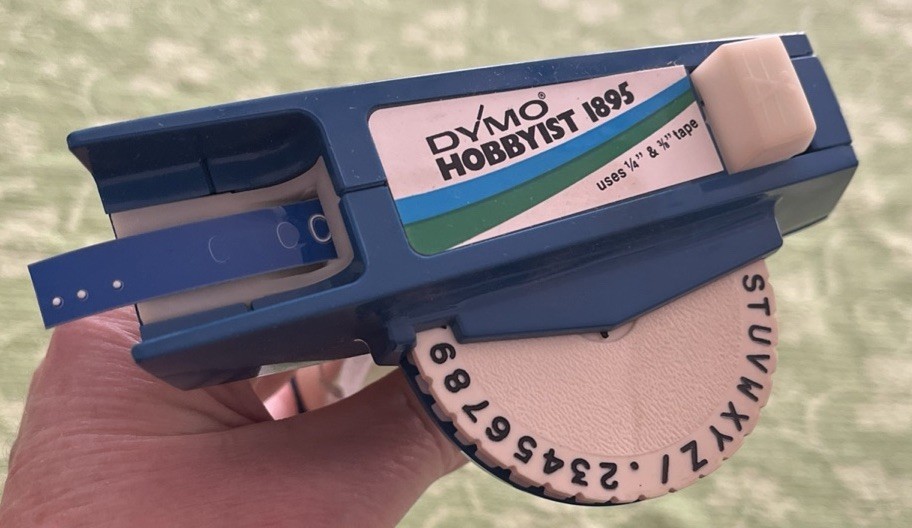 DYMO®
HOBBYIST 1895
uses ¼" & ⅜" tape
STUVWXYZ/.23456789